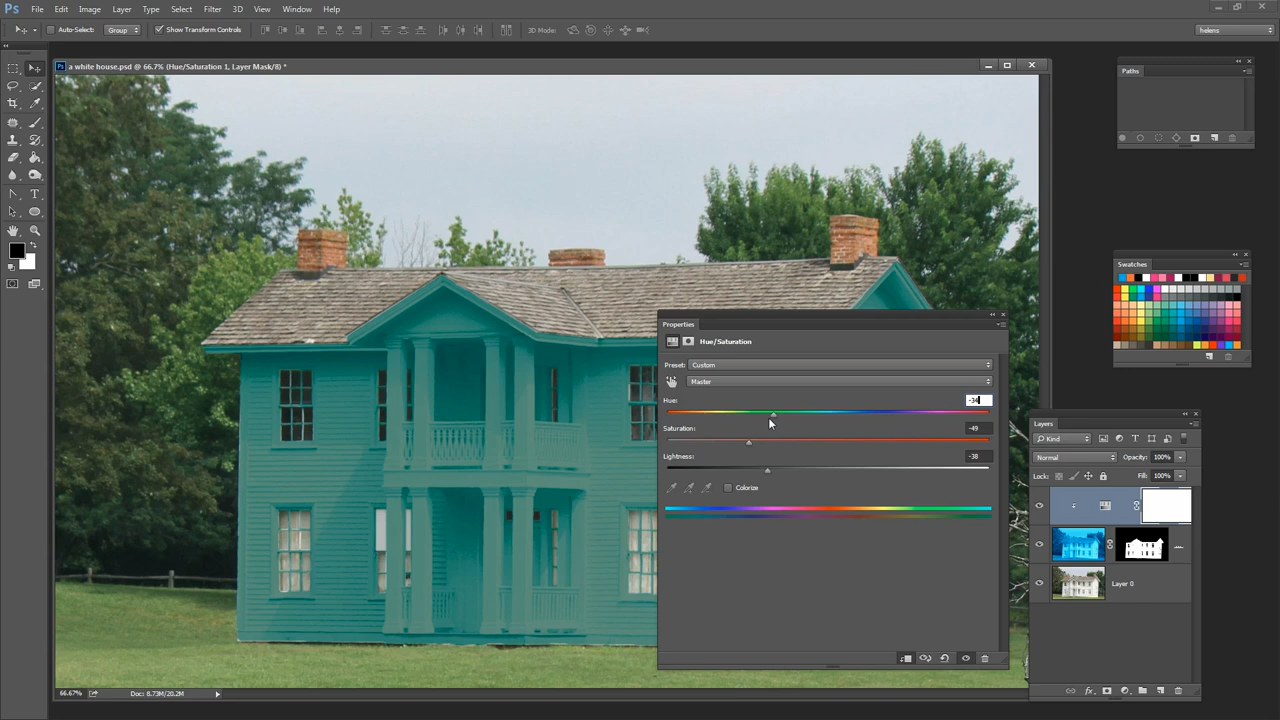 Ps File Edit Image Layer Type Select Filter 3D View Window Help
Auto-Select: Group Show Transform Controls 3D Mode: helens
a white house.psd @ 66.7% (Hue/Saturation 1, Layer Mask/8) *
Paths
Swatches
Properties
Hue/Saturation
Preset: Custom
Master
Hue: -34
Saturation: -49
Lightness: -38
Colorize
Layers
Kind
Normal Opacity: 100%
Lock: Fill: 100%
Layer 0
fx
66.67% Doc: 8.73M/20.2M